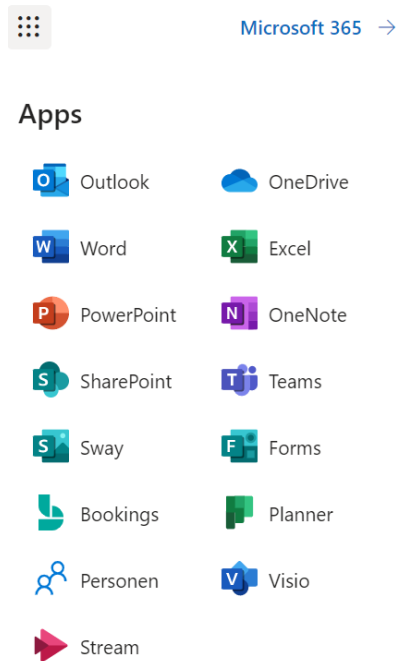 Microsoft 365 →
Apps
Outlook OneDrive
Word Excel
PowerPoint OneNote
SharePoint Teams
Sway Forms
Bookings Planner
Personen Visio
Stream